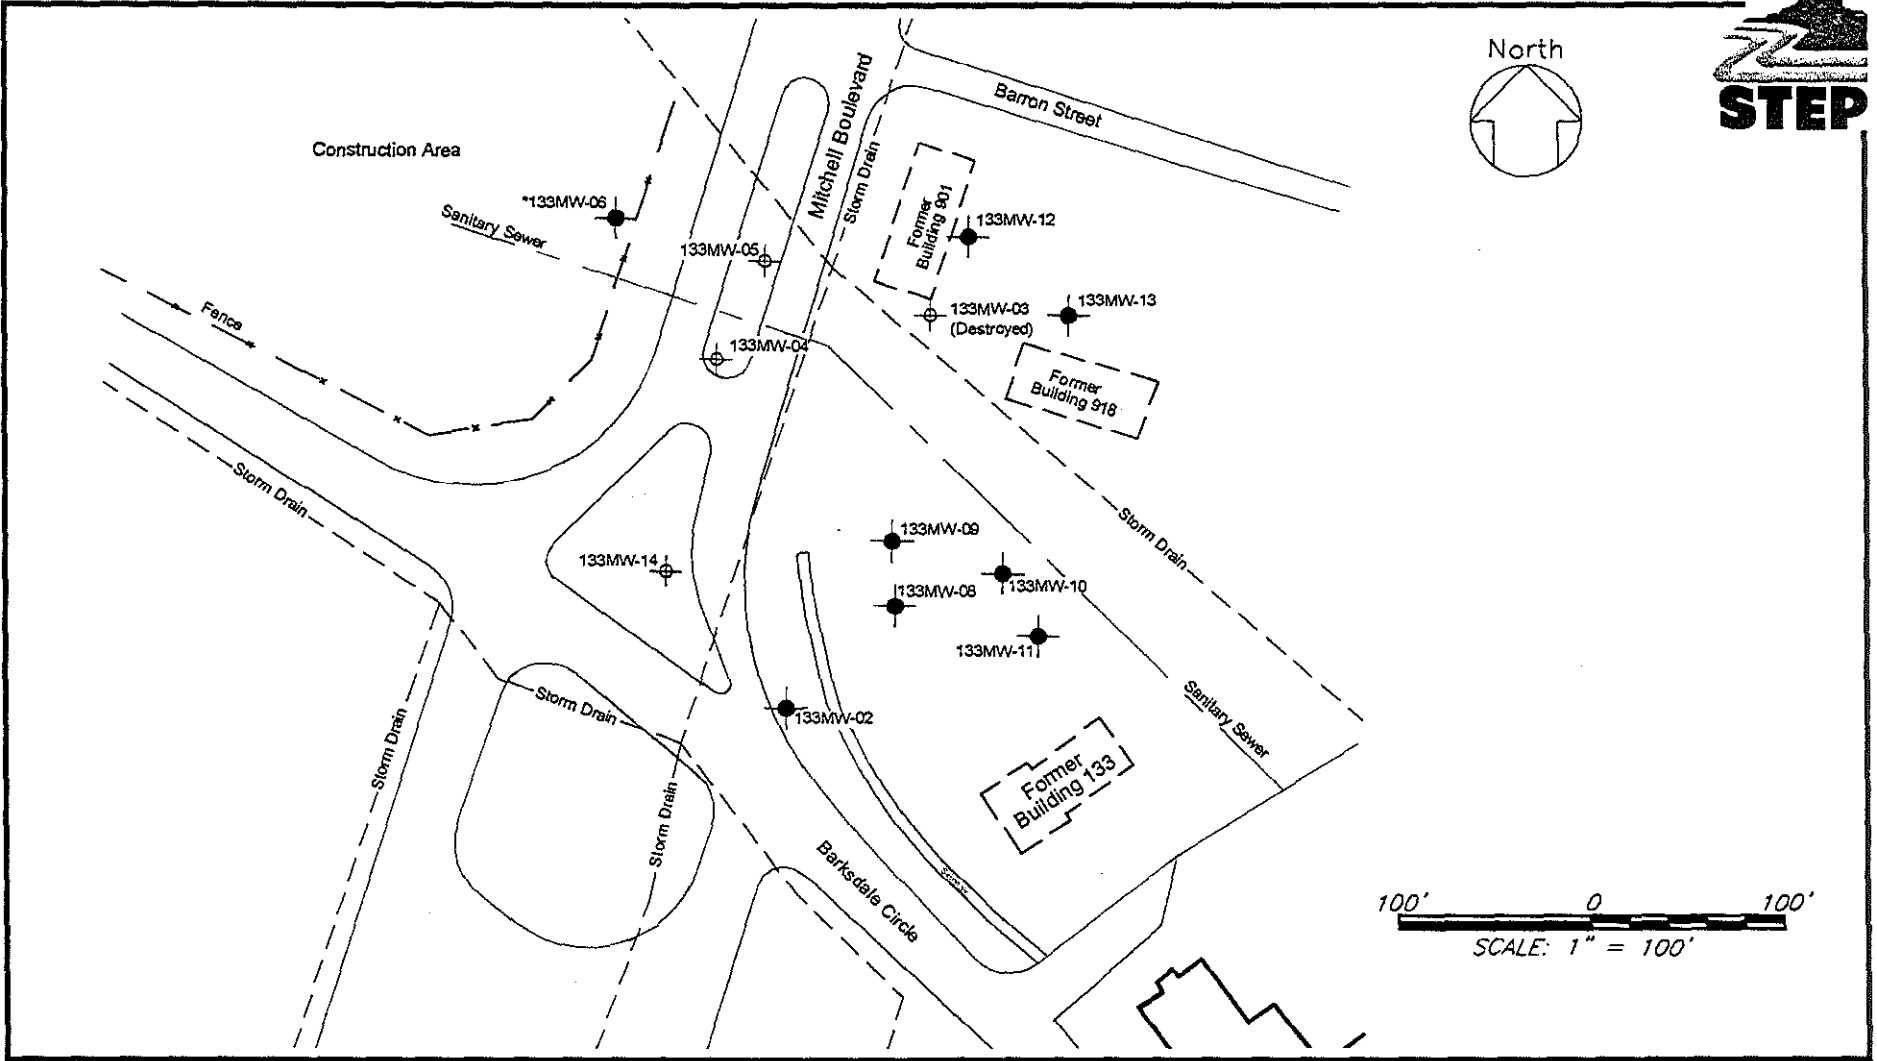 North
STEP
Mitchell Boulevard
Barron Street
Construction Area
Storm Drain
*133MW-06
Sanitary Sewer
133MW-05
Former
Building 901
133MW-12
133MW-03
(Destroyed)
133MW-13
Fence
133MW-04
Former
Building 918
Storm Drain
Storm Drain
133MW-09
133MW-14
133MW-10
133MW-08
133MW-11
Storm Drain
133MW-02
Sanitary Sewer
Storm Drain
Former
Building 133
Storm Drain
Barksdale Circle
100' 0 100'
SCALE: 1" = 100'